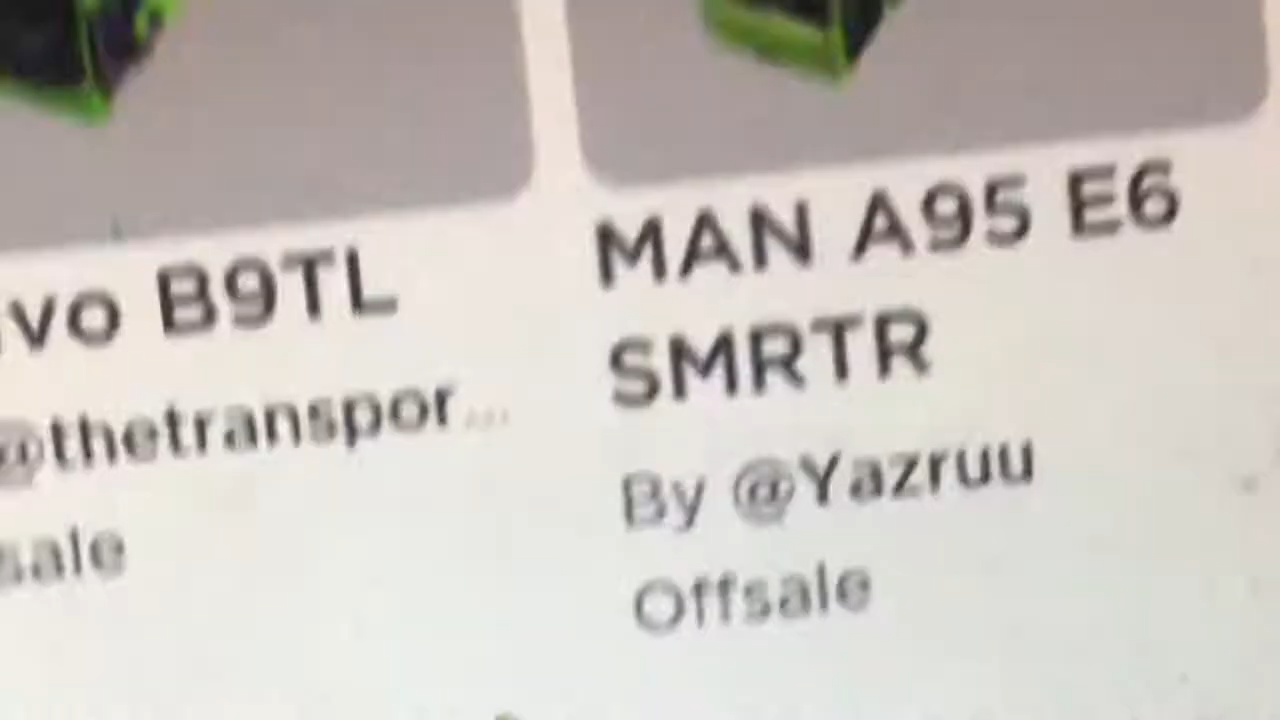 vo B9TL
@thetranspor...
sale
MAN A95 E6
SMRTR
By @Yazruu
Offsale